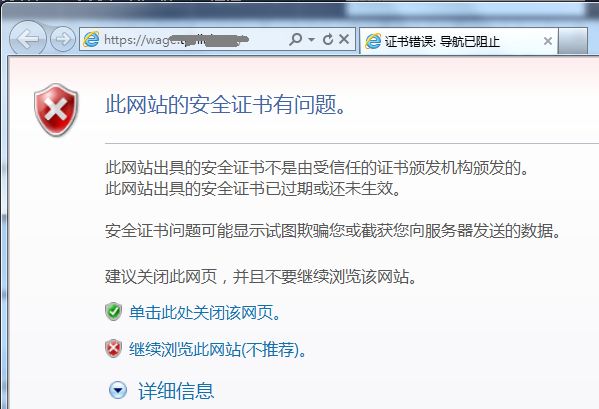 https://wage.
证书错误: 导航已阻止
此网站的安全证书有问题。
此网站出具的安全证书不是由受信任的证书颁发机构颁发的。
此网站出具的安全证书已过期或还未生效。
安全证书问题可能显示试图欺骗您或截获您向服务器发送的数据。
建议关闭此网页，并且不要继续浏览该网站。
单击此处关闭该网页。
继续浏览此网站(不推荐)。
详细信息